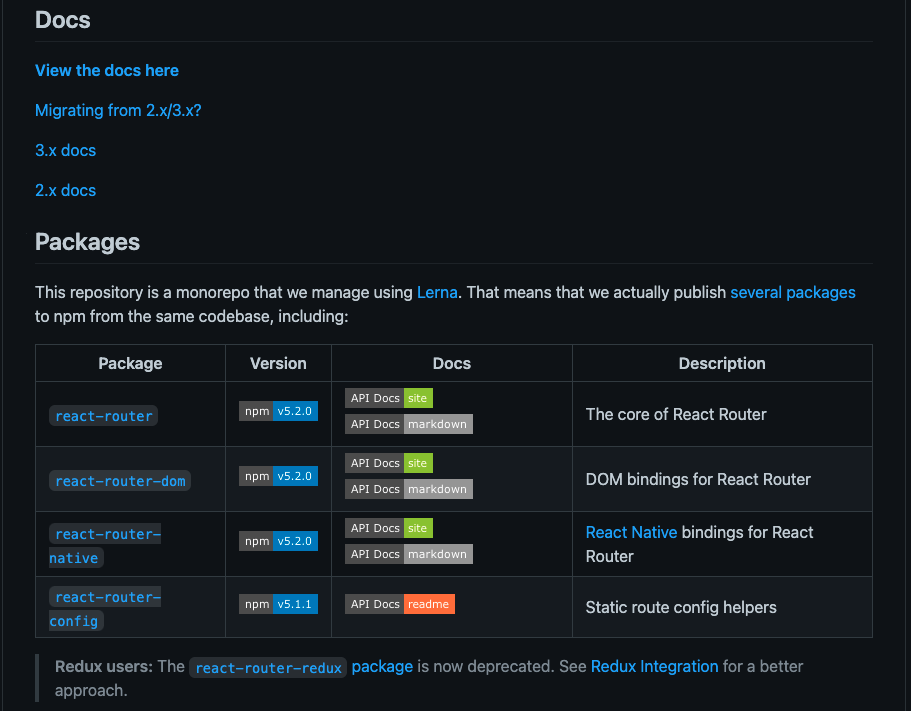 Docs
View the docs here
Migrating from 2.x/3.x?
3.x docs
2.x docs
Packages
This repository is a monorepo that we manage using Lerna. That means that we actually publish several packages
to npm from the same codebase, including:
Package Version Docs Description
react-router npm v5.2.0 API Docs site
API Docs markdown The core of React Router
react-router-dom npm v5.2.0 API Docs site
API Docs markdown DOM bindings for React Router
react-router-
native npm v5.2.0 API Docs site
API Docs markdown React Native bindings for React
Router
react-router-
config npm v5.1.1 API Docs readme Static route config helpers
Redux users: The react-router-redux package is now deprecated. See Redux Integration for a better
approach.